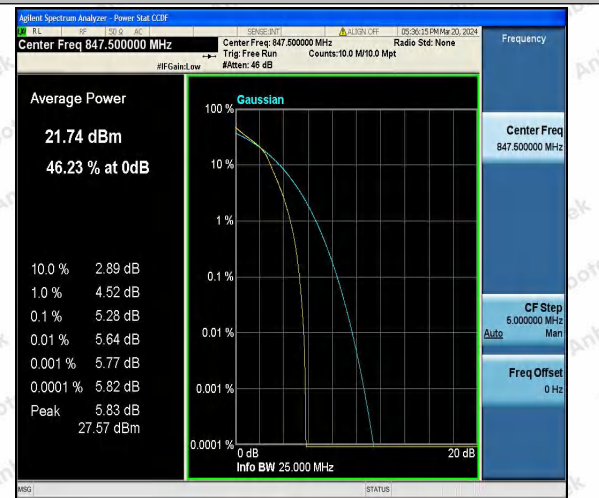 Agilent Spectrum Analyzer - Power Stat CCDF
RL RF 50 Ω AC SENSE:INT ALIGN OFF 05:36:15 PM Mar 20, 2024
Center Freq 847.500000 MHz
Center Freq: 847.500000 MHz Radio Std: None
Trig: Free Run Counts:10.0 M/10.0 Mpt
#IFGain:Low #Atten: 46 dB
Frequency
Average Power
21.74 dBm
46.23 % at 0dB
10.0 % 2.89 dB
1.0 % 4.52 dB
0.1 % 5.28 dB
0.01 % 5.64 dB
0.001 % 5.77 dB
0.0001 % 5.82 dB
Peak 5.83 dB
27.57 dBm
Gaussian
100 %
10 %
1 %
0.1 %
0.01 %
0.001 %
0.0001 %
0 dB 20 dB
Info BW 25.000 MHz
Center Freq
847.500000 MHz
CF Step
5.000000 MHz
Auto Man
Freq Offset
0 Hz
MSG STATUS